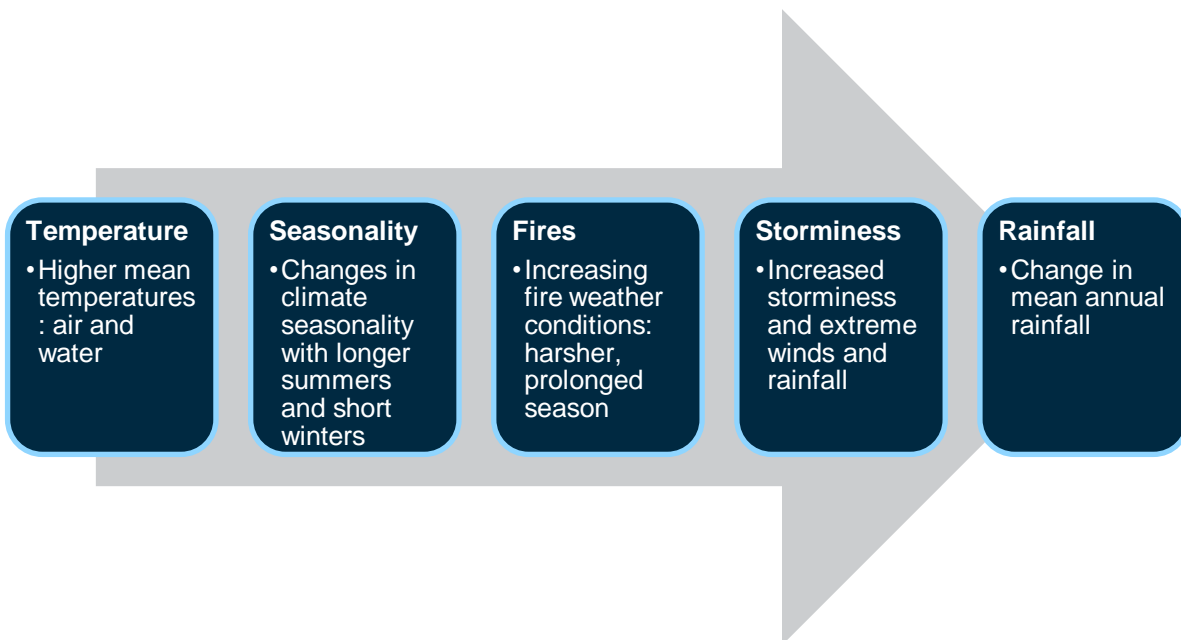 Temperature
•Higher mean
temperatures
: air and
water
Seasonality
•Changes in
climate
seasonality
with longer
summers
and short
winters
Fires
•Increasing
fire weather
conditions:
harsher,
prolonged
season
Storminess
•Increased
storminess
and extreme
winds and
rainfall
Rainfall
•Change in
mean annual
rainfall